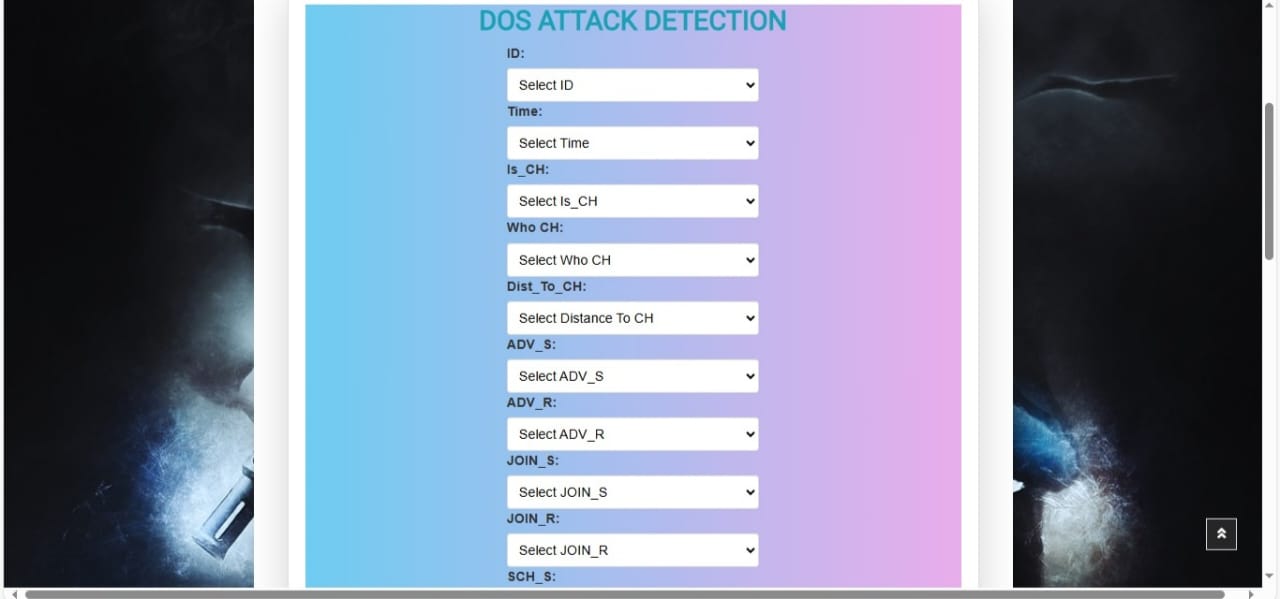 DOS ATTACK DETECTION
ID:
Select ID
Time:
Select Time
Is_CH:
Select Is_CH
Who CH:
Select Who CH
Dist_To_CH:
Select Distance To CH
ADV_S:
Select ADV_S
ADV_R:
Select ADV_R
JOIN_S:
Select JOIN_S
JOIN_R:
Select JOIN_R
SCH_S: